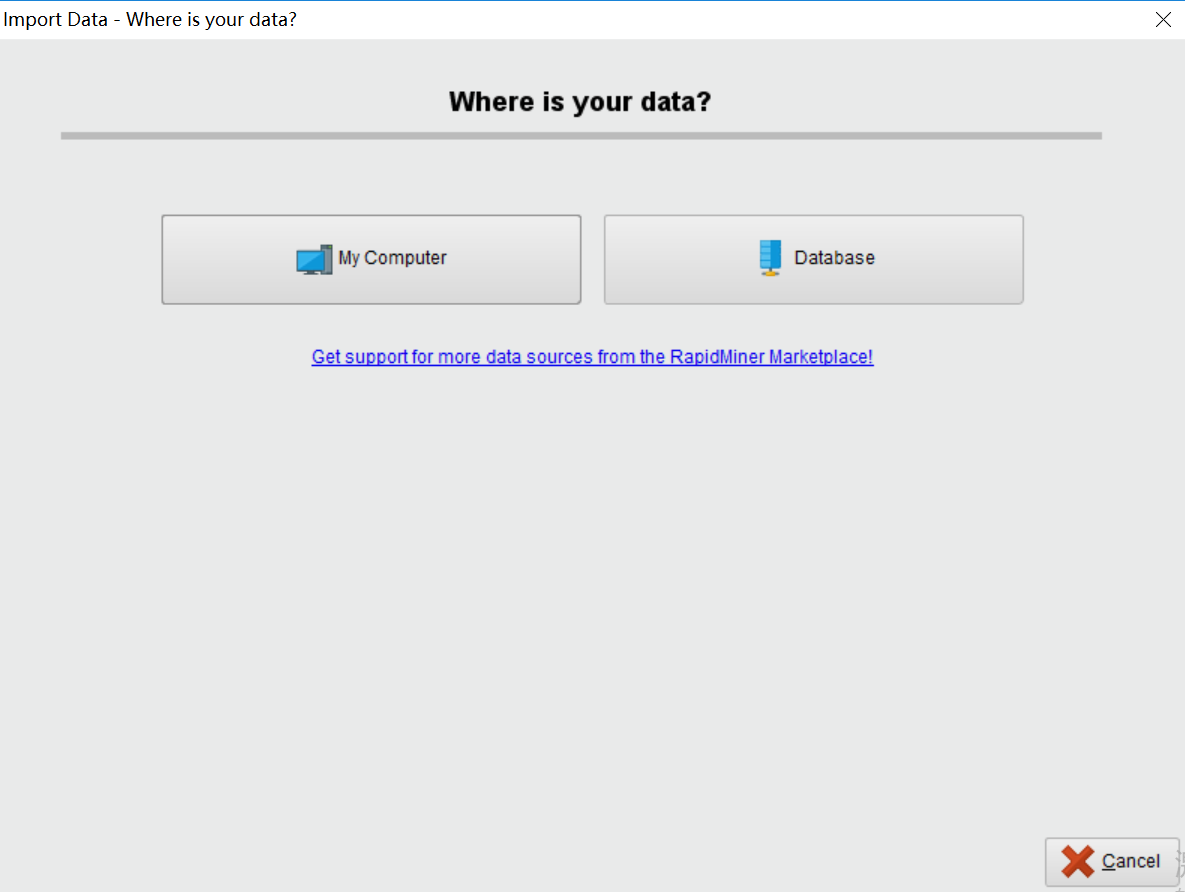 Import Data - Where is your data?
Where is your data?
My Computer
Database
Get support for more data sources from the RapidMiner Marketplace!
Cancel